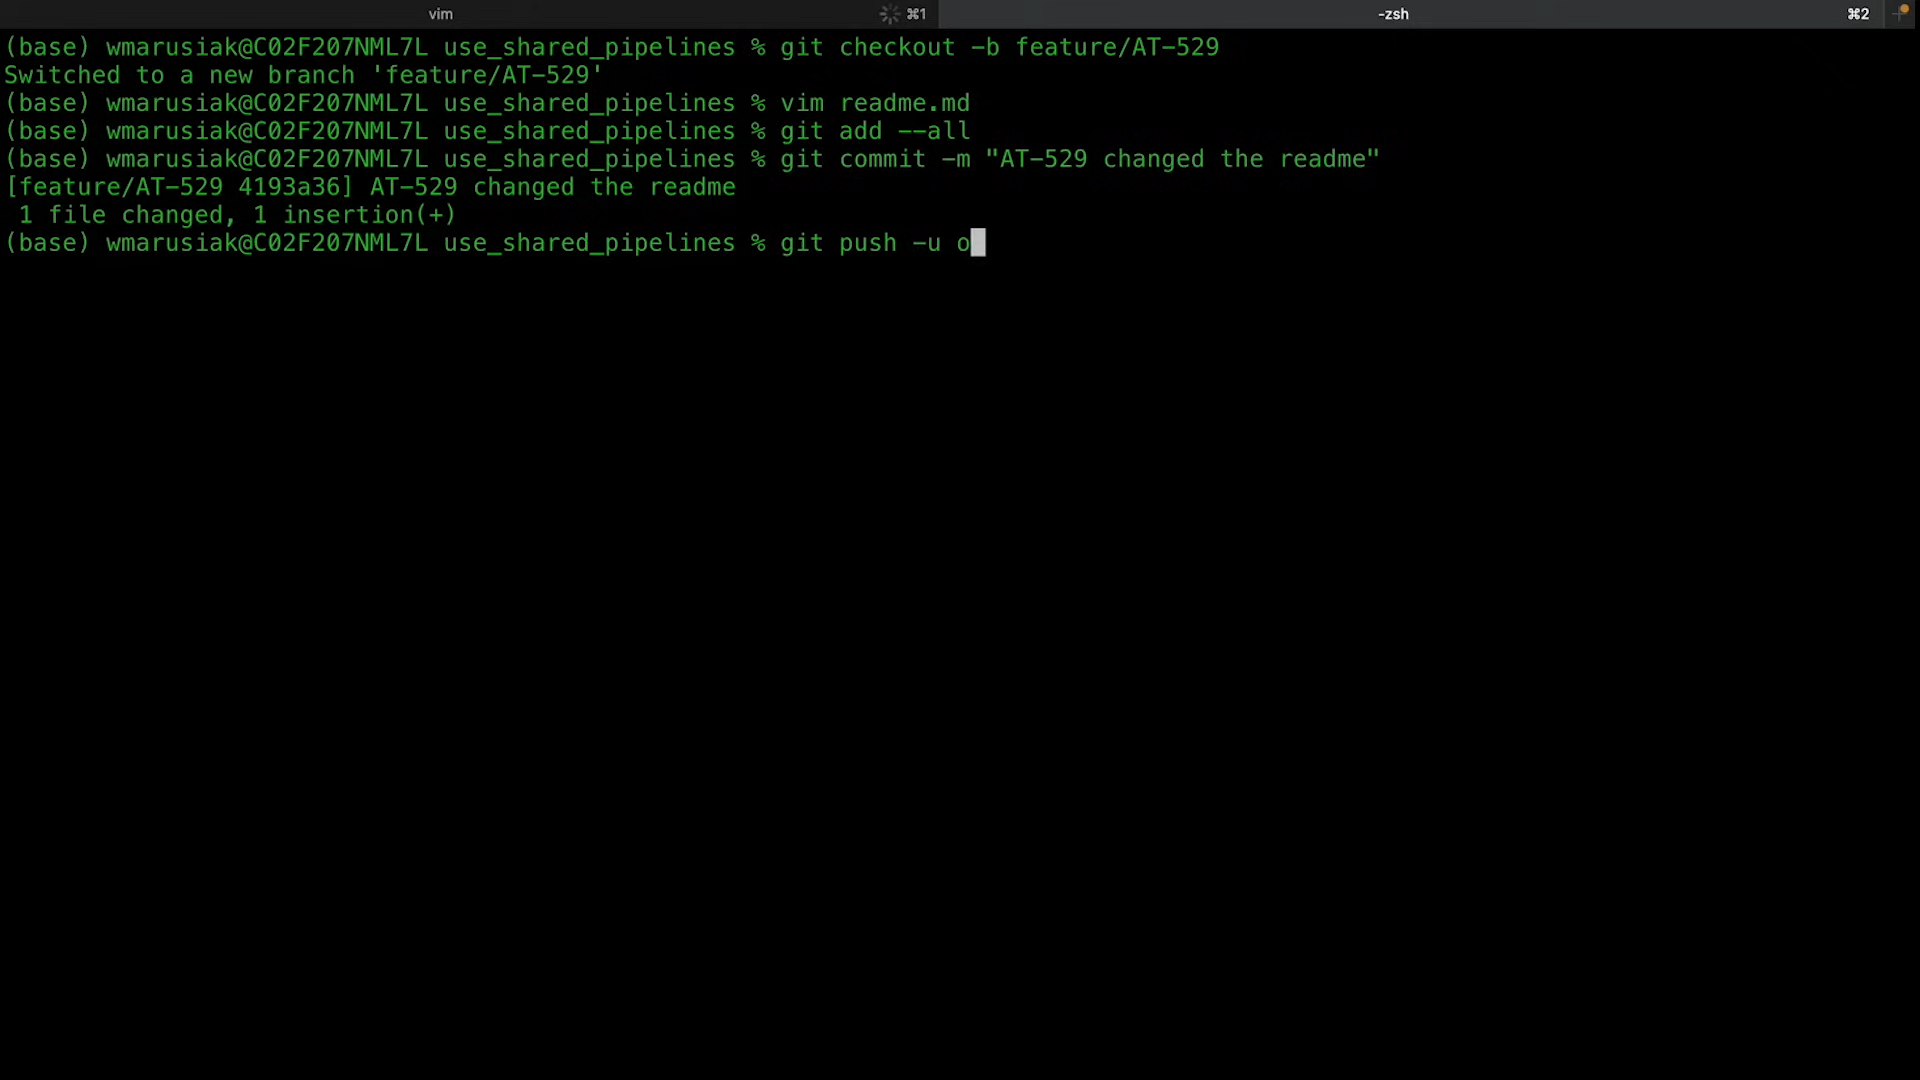 vim ⌘1 -zsh ⌘2
(base) wmarusiak@C02F207NML7L use_shared_pipelines % git checkout -b feature/AT-529
Switched to a new branch 'feature/AT-529'
(base) wmarusiak@C02F207NML7L use_shared_pipelines % vim readme.md
(base) wmarusiak@C02F207NML7L use_shared_pipelines % git add --all
(base) wmarusiak@C02F207NML7L use_shared_pipelines % git commit -m "AT-529 changed the readme"
[feature/AT-529 4193a36] AT-529 changed the readme
 1 file changed, 1 insertion(+)
(base) wmarusiak@C02F207NML7L use_shared_pipelines % git push -u o